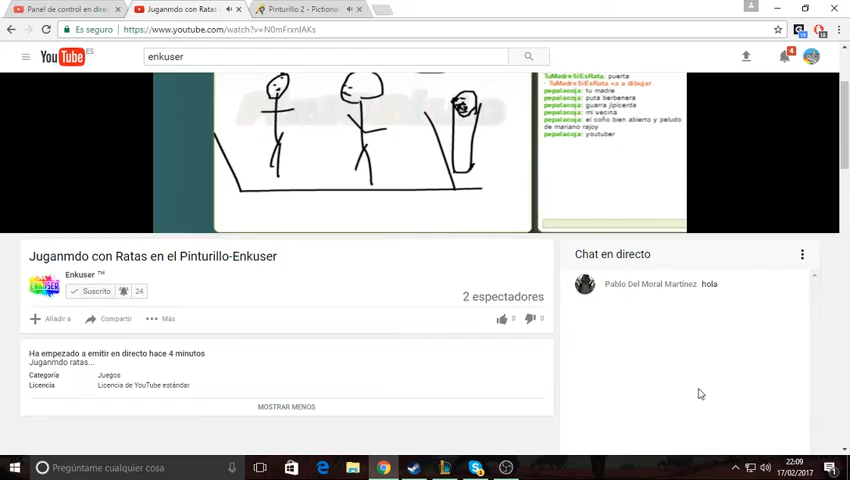 Panel de control en direc
Juganmdo con Ratas
Pinturillo 2 - Pictiona
Es seguro
https://www.youtube.com/watch?v=N0mFrxnIAKs
YouTube
ES
enkuser
4
TuMadreSiEsRata: puerta
· TuMadreSiEsRata va a dibujar.
pepalacoja: tu madre
pepalacoja: puta berbenera
pepalacoja: guarra jipicerda
pepalacoja: mi vecina
pepalacoja: el coño bien abierto y peludo
de mariano rajoy
pepalacoja: youtuber
Juganmdo con Ratas en el Pinturillo-Enkuser
Enkuser ™
Suscrito
24
2 espectadores
Añadir a
Compartir
Más
0
0
Ha empezado a emitir en directo hace 4 minutos
Juganmdo ratas...
Categoría
Juegos
Licencia
Licencia de YouTube estándar
MOSTRAR MENOS
Chat en directo
Pablo Del Moral Martínez hola
Pregúntame cualquier cosa
22:09
17/02/2017